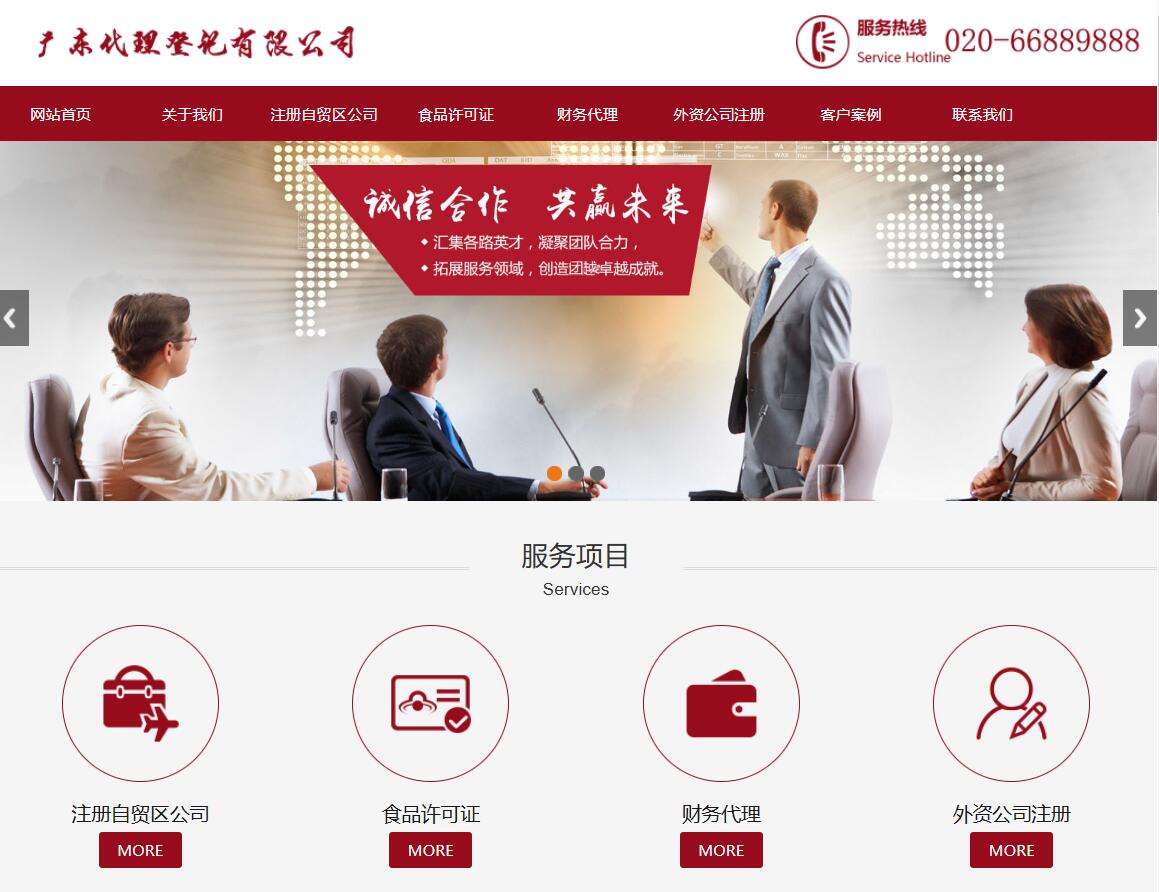 广东代理登记有限公司
服务热线
Service Hotline
020-66889888
网站首页
关于我们
注册自贸区公司
食品许可证
财务代理
外资公司注册
客户案例
联系我们
诚信合作 共赢未来
汇集各路英才，凝聚团队合力，
拓展服务领域，创造团越卓越成就。
服务项目
Services
注册自贸区公司
食品许可证
财务代理
外资公司注册
MORE
MORE
MORE
MORE